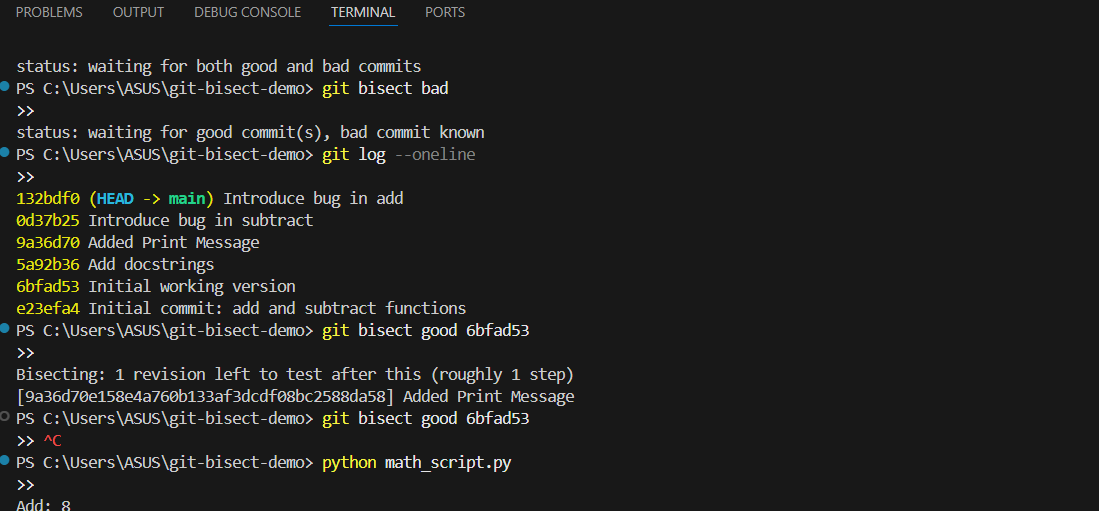 PROBLEMS OUTPUT DEBUG CONSOLE TERMINAL PORTS
status: waiting for both good and bad commits
PS C:\Users\ASUS\git-bisect-demo> git bisect bad
>>
status: waiting for good commit(s), bad commit known
PS C:\Users\ASUS\git-bisect-demo> git log --oneline
>>
132bdf0 (HEAD -> main) Introduce bug in add
0d37b25 Introduce bug in subtract
9a36d70 Added Print Message
5a92b36 Add docstrings
6bfad53 Initial working version
e23efa4 Initial commit: add and subtract functions
PS C:\Users\ASUS\git-bisect-demo> git bisect good 6bfad53
>>
Bisecting: 1 revision left to test after this (roughly 1 step)
[9a36d70e158e4a760b133af3dcdf08bc2588da58] Added Print Message
PS C:\Users\ASUS\git-bisect-demo> git bisect good 6bfad53
>> ^C
PS C:\Users\ASUS\git-bisect-demo> python math_script.py
>>
Add: 8